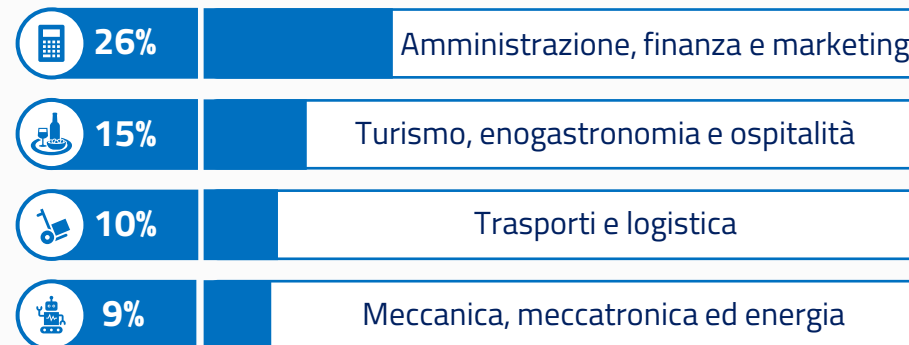 26% Amministrazione, finanza e marketing
15% Turismo, enogastronomia e ospitalità
10% Trasporti e logistica
9% Meccanica, meccatronica ed energia